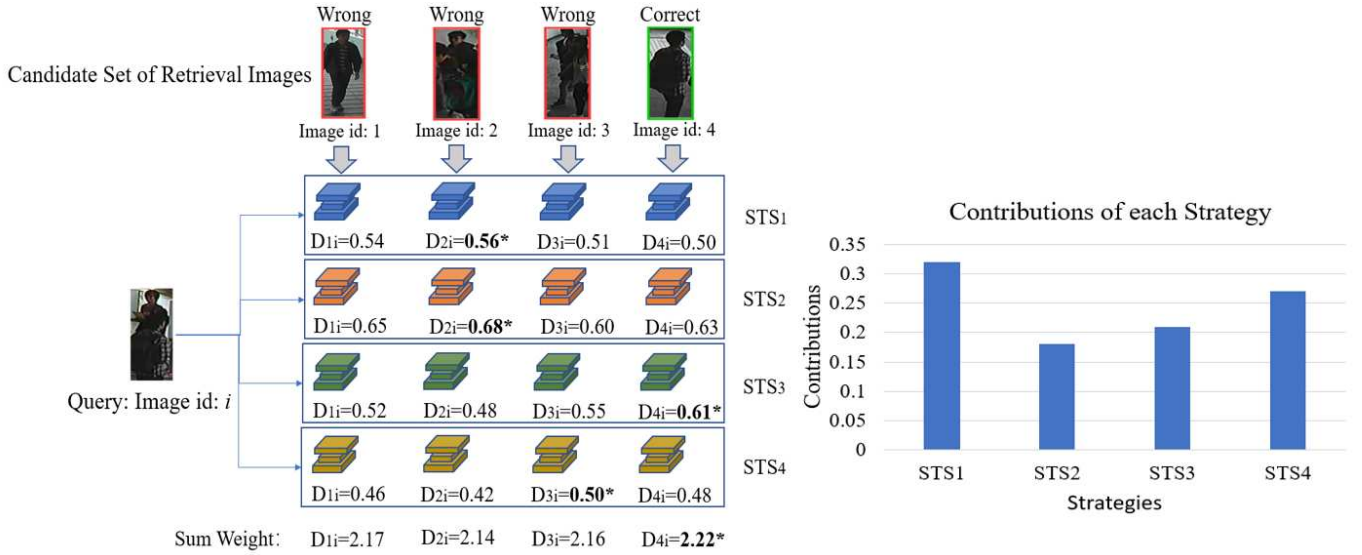 Wrong Wrong Wrong Correct
Candidate Set of Retrieval Images
Image id: 1 Image id: 2 Image id: 3 Image id: 4
STS1
D1i=0.54 D2i=0.56* D3i=0.51 D4i=0.50
STS2
D1i=0.65 D2i=0.68* D3i=0.60 D4i=0.63
Query: Image id: i
STS3
D1i=0.52 D2i=0.48 D3i=0.55 D4i=0.61*
STS4
D1i=0.46 D2i=0.42 D3i=0.50* D4i=0.48
Sum Weight: D1i=2.17 D2i=2.14 D3i=2.16 D4i=2.22*
Contributions of each Strategy
Contributions
0.35
0.3
0.25
0.2
0.15
0.1
0.05
0
STS1 STS2 STS3 STS4
Strategies